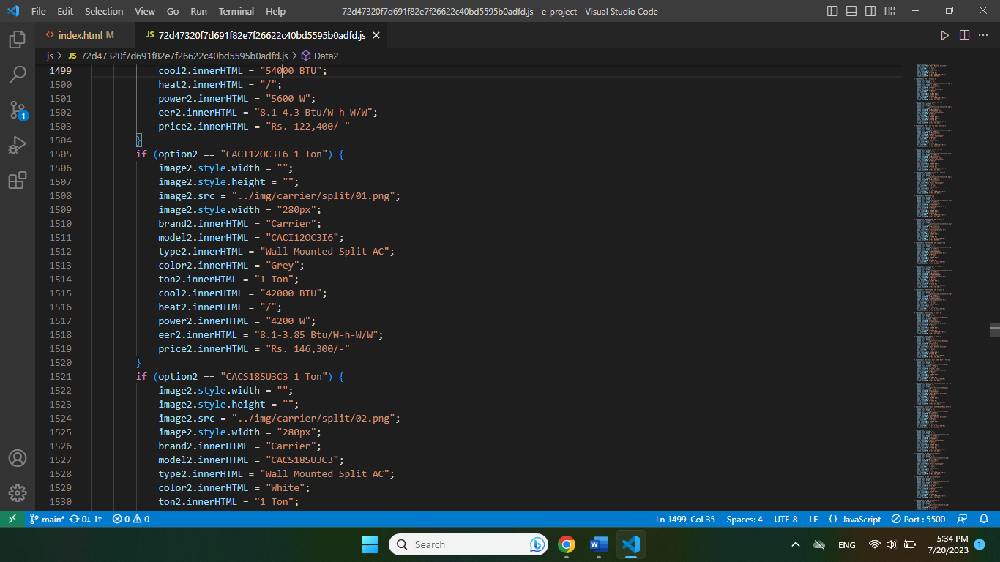 File Edit Selection View Go Run Terminal Help 72d47320f7d691f82e7f26622c40bd5595b0adfd.js - e-project - Visual Studio Code
index.html M JS 72d47320f7d691f82e7f26622c40bd5595b0adfd.js
js > JS 72d47320f7d691f82e7f26622c40bd5595b0adfd.js > Data2
1499 cool2.innerHTML = "54000 BTU";
1500 heat2.innerHTML = "/";
1501 power2.innerHTML = "5600 W";
1502 eer2.innerHTML = "8.1-4.3 Btu/W-h-W/W";
1503 price2.innerHTML = "Rs. 122,400/-"
1504 }
1505 if (option2 == "CACI12OC3I6 1 Ton") {
1506 image2.style.width = "";
1507 image2.style.height = "";
1508 image2.src = "../img/carrier/split/01.png";
1509 image2.style.width = "280px";
1510 brand2.innerHTML = "Carrier";
1511 model2.innerHTML = "CACI12OC3I6";
1512 type2.innerHTML = "Wall Mounted Split AC";
1513 color2.innerHTML = "Grey";
1514 ton2.innerHTML = "1 Ton";
1515 cool2.innerHTML = "42000 BTU";
1516 heat2.innerHTML = "/";
1517 power2.innerHTML = "4200 W";
1518 eer2.innerHTML = "8.1-3.85 Btu/W-h-W/W";
1519 price2.innerHTML = "Rs. 146,300/-"
1520 }
1521 if (option2 == "CACS18SU3C3 1 Ton") {
1522 image2.style.width = "";
1523 image2.style.height = "";
1524 image2.src = "../img/carrier/split/02.png";
1525 image2.style.width = "280px";
1526 brand2.innerHTML = "Carrier";
1527 model2.innerHTML = "CACS18SU3C3";
1528 type2.innerHTML = "Wall Mounted Split AC";
1529 color2.innerHTML = "White";
1530 ton2.innerHTML = "1 Ton";
1
main* 0↓ 1↑ 0 0 Ln 1499, Col 35 Spaces: 4 UTF-8 LF {} JavaScript Port : 5500
Search ENG 5:34 PM 1
7/20/2023